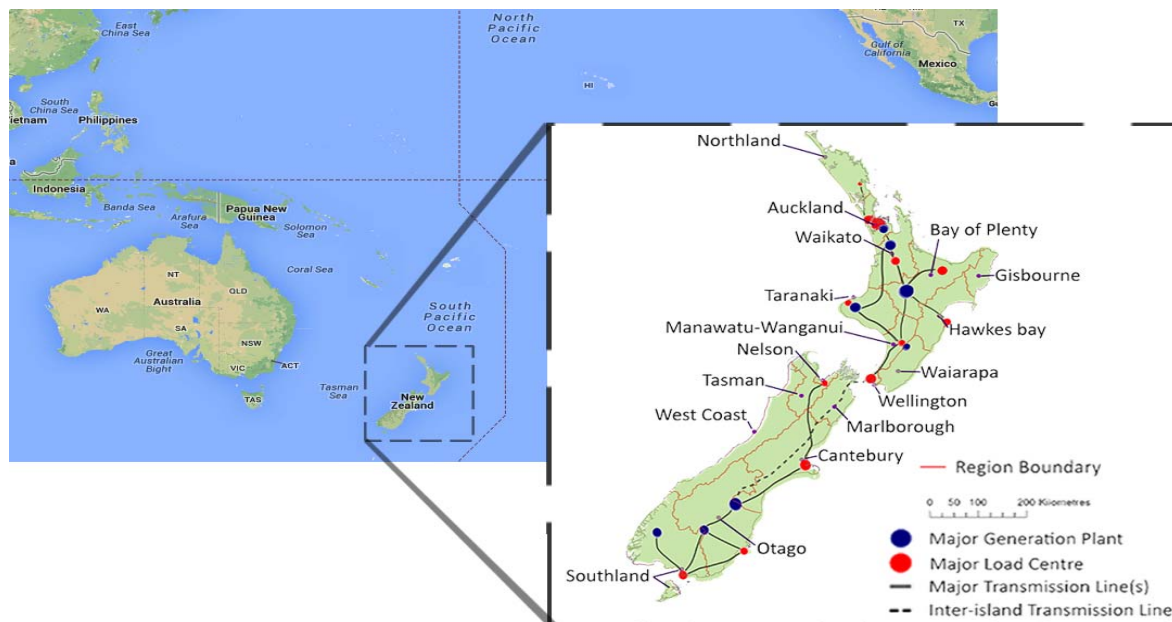 East
China Sea
South
China Sea
Philippines
Indonesia
Banda Sea
Arafura
Sea
Papua New
Guinea
Solomon
Sea
Coral Sea
North
Pacific
Ocean
HI
TX
Gulf of
California
Mexico
NT
QLD
WA
Australia
SA
NSW
ACT
VIC
TAS
Great
Australian
Bight
Tasman
Sea
South
Pacific
Ocean
New
Zealand
Northland
Auckland
Waikato
Bay of Plenty
Gisbourne
Taranaki
Hawkes bay
Manawatu-Wanganui
Nelson
Waiarapa
Tasman
Wellington
West Coast
Marlborough
Cantebury
Otago
Southland
Region Boundary
0 50 100 200 Kilometres
Major Generation Plant
Major Load Centre
Major Transmission Line(s)
Inter-island Transmission Line